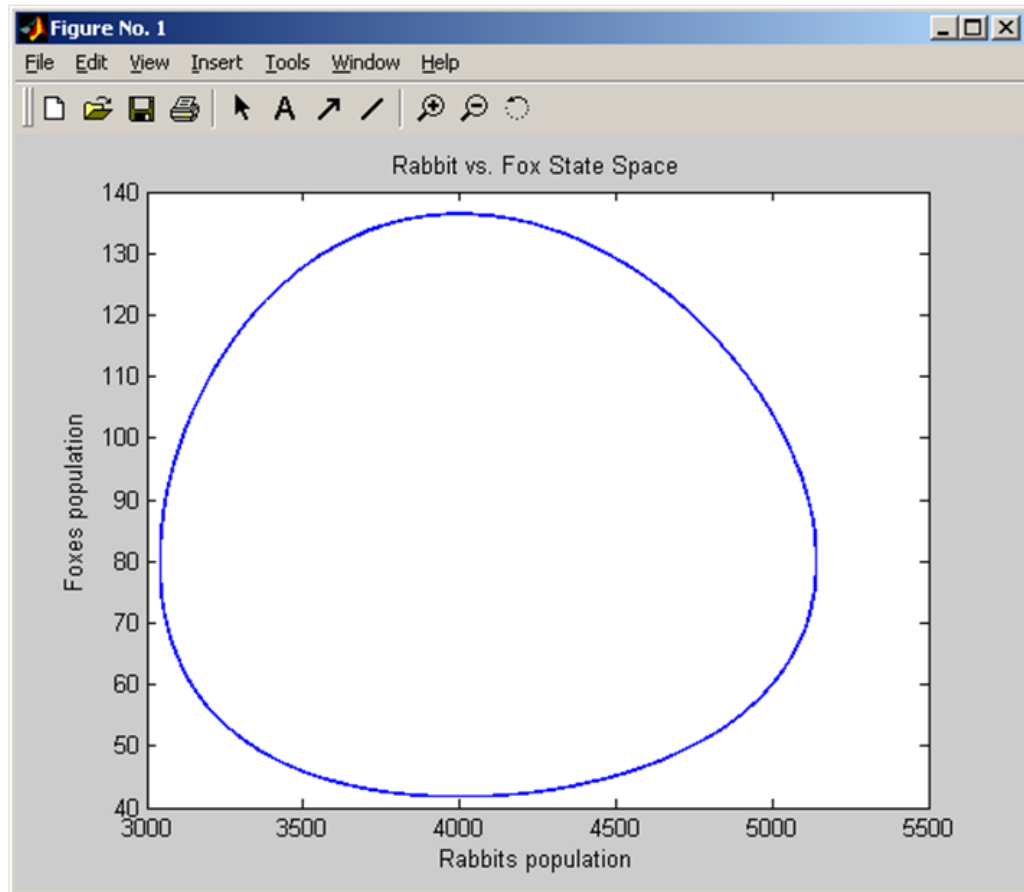 Figure No. 1
File Edit View Insert Tools Window Help
A
Rabbit vs. Fox State Space
140
130
120
110
100
90
80
70
60
50
40
Foxes population
3000 3500 4000 4500 5000 5500
Rabbits population